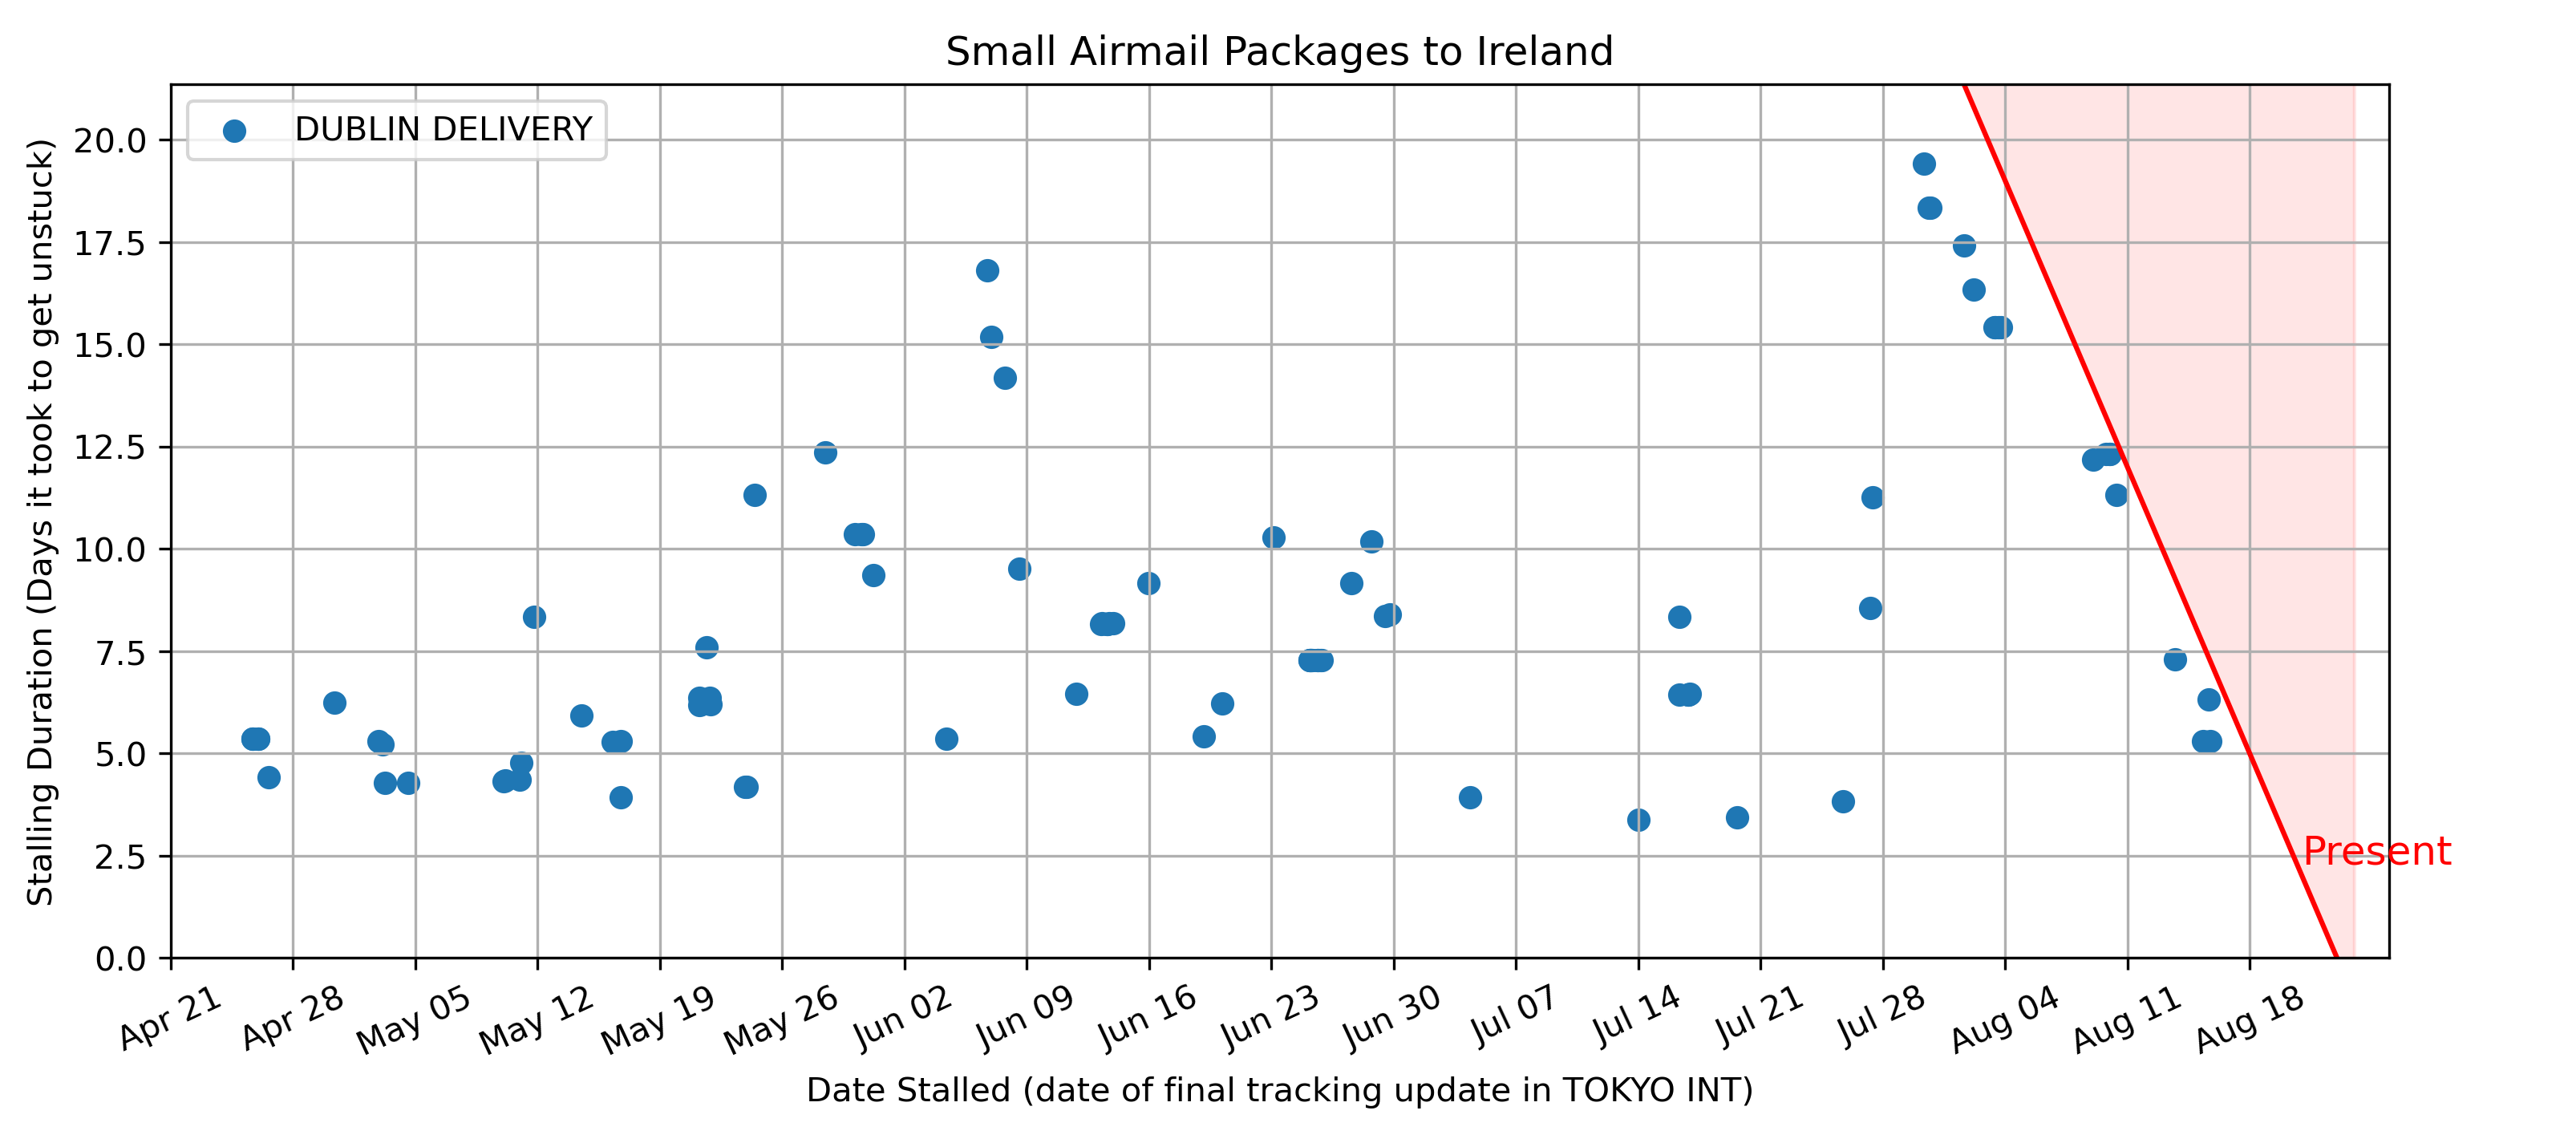 Small Airmail Packages to Ireland
DUBLIN DELIVERY
Stalling Duration (Days it took to get unstuck)
20.0
17.5
15.0
12.5
10.0
7.5
5.0
2.5
0.0
Present
Apr 21
Apr 28
May 05
May 12
May 19
May 26
Jun 02
Jun 09
Jun 16
Jun 23
Jun 30
Jul 07
Jul 14
Jul 21
Jul 28
Aug 04
Aug 11
Aug 18
Date Stalled (date of final tracking update in TOKYO INT)